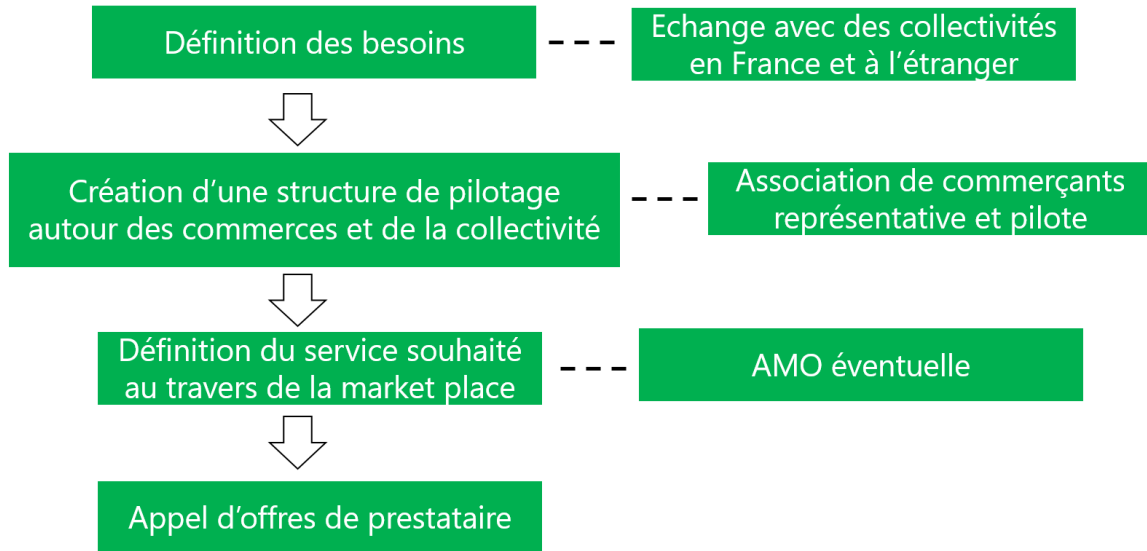 Définition des besoins
Echange avec des collectivités
en France et à l’étranger
Création d’une structure de pilotage
autour des commerces et de la collectivité
Association de commerçants
représentative et pilote
Définition du service souhaité
au travers de la market place
AMO éventuelle
Appel d’offres de prestataire